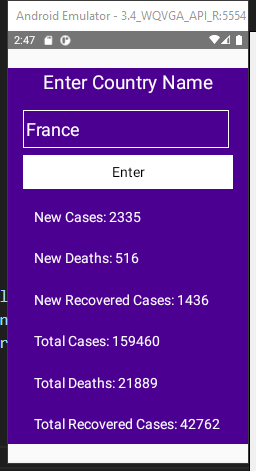 Android Emulator - 3.4_WQVGA_API_R:5554
2:47
Enter Country Name
France
Enter
New Cases: 2335
New Deaths: 516
New Recovered Cases: 1436
Total Cases: 159460
Total Deaths: 21889
Total Recovered Cases: 42762